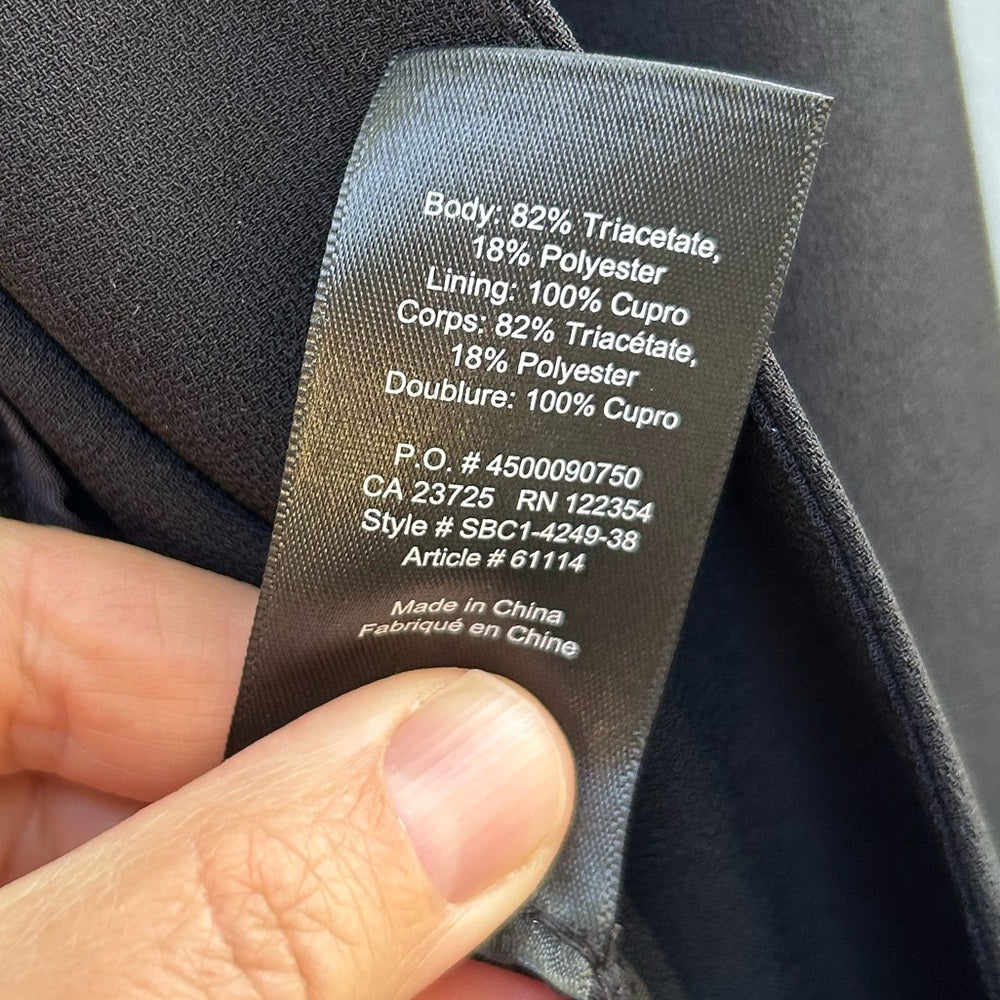 Body: 82% Triacetate,
18% Polyester
Lining: 100% Cupro
Corps: 82% Triacétate,
18% Polyester
Doublure: 100% Cupro
P.O. # 4500090750
CA 23725 RN 122354
Style # SBC1-4249-38
Article # 61114
Made in China
Fabriqué en Chine